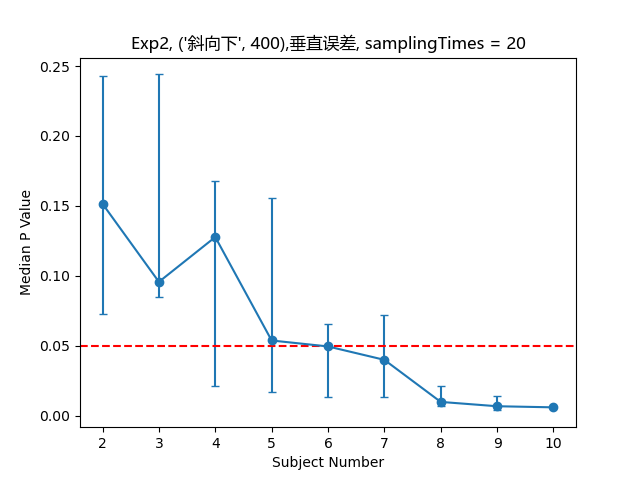 Exp2, ('斜向下', 400),垂直误差, samplingTimes = 20
0.25
0.20
0.15
0.10
0.05
0.00
Median P Value
2 3 4 5 6 7 8 9 10
Subject Number